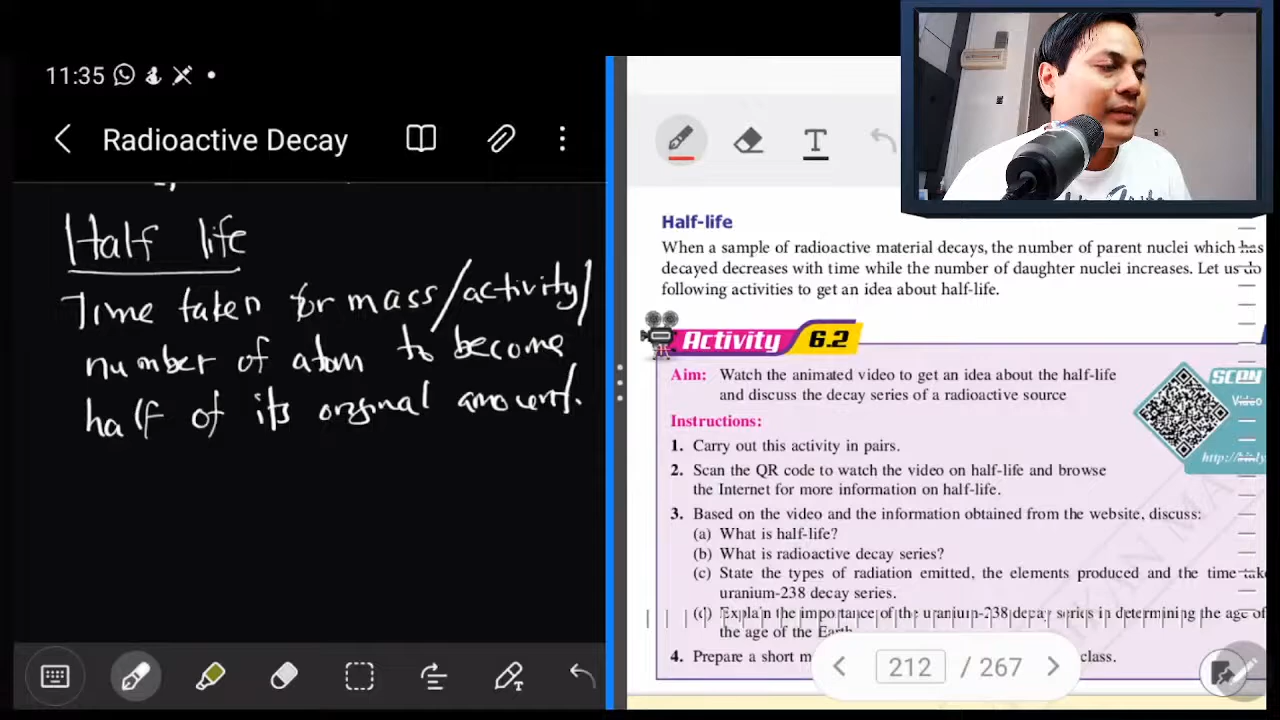 11:35
Radioactive Decay
Half life
Time taken for mass/activity/
number of atom to become
half of its original amount.
Half-life
When a sample of radioactive material decays, the number of parent nuclei which has
decayed decreases with time while the number of daughter nuclei increases. Let us do
following activities to get an idea about half-life.
Activity 6.2
Aim: Watch the animated video to get an idea about the half-life
and discuss the decay series of a radioactive source
SCAN
Video
http://bit.ly
Instructions:
1. Carry out this activity in pairs.
2. Scan the QR code to watch the video on half-life and browse
the Internet for more information on half-life.
3. Based on the video and the information obtained from the website, discuss:
(a) What is half-life?
(b) What is radioactive decay series?
(c) State the types of radiation emitted, the elements produced and the time
uranium-238 decay series.
(d) Explain the importance of the uranium-238 decay series in determining the age of
the age of the Earth
4. Prepare a short class.
212 / 267